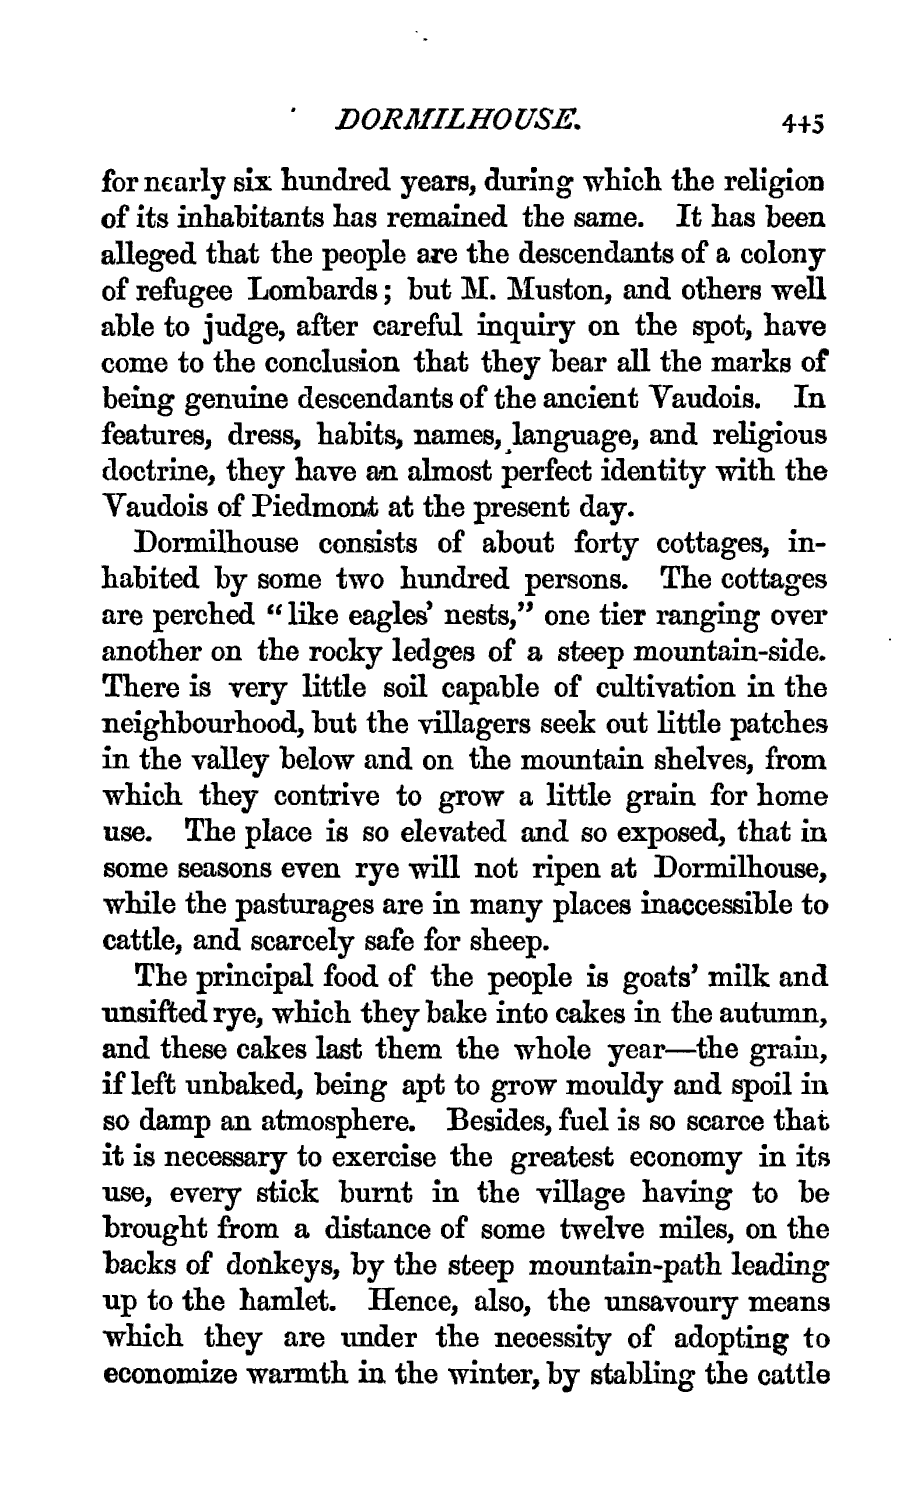 DORMILHOUSE. 445
for nearly six hundred years, during which the religion
of its inhabitants has remained the same. It has been
alleged that the people are the descendants of a colony
of refugee Lombards; but M. Muston, and others well
able to judge, after careful inquiry on the spot, have
come to the conclusion that they bear all the marks of
being genuine descendants of the ancient Vaudois. In
features, dress, habits, names, language, and religious
doctrine, they have an almost perfect identity with the
Vaudois of Piedmont at the present day.
Dormilhouse consists of about forty cottages, in-
habited by some two hundred persons. The cottages
are perched “like eagles’ nests,” one tier ranging over
another on the rocky ledges of a steep mountain-side.
There is very little soil capable of cultivation in the
neighbourhood, but the villagers seek out little patches
in the valley below and on the mountain shelves, from
which they contrive to grow a little grain for home
use. The place is so elevated and so exposed, that in
some seasons even rye will not ripen at Dormilhouse,
while the pasturages are in many places inaccessible to
cattle, and scarcely safe for sheep.
The principal food of the people is goats’ milk and
unsifted rye, which they bake into cakes in the autumn,
and these cakes last them the whole year—the grain,
if left unbaked, being apt to grow mouldy and spoil in
so damp an atmosphere. Besides, fuel is so scarce that
it is necessary to exercise the greatest economy in its
use, every stick burnt in the village having to be
brought from a distance of some twelve miles, on the
backs of donkeys, by the steep mountain-path leading
up to the hamlet. Hence, also, the unsavoury means
which they are under the necessity of adopting to
economize warmth in the winter, by stabling the cattle